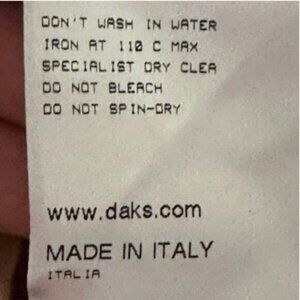 DON'T WASH IN WATER
IRON AT 110 C MAX
SPECIALIST DRY CLEA
DO NOT BLEACH
DO NOT SPIN-DRY
www.daks.com
MADE IN ITALY
ITALIA